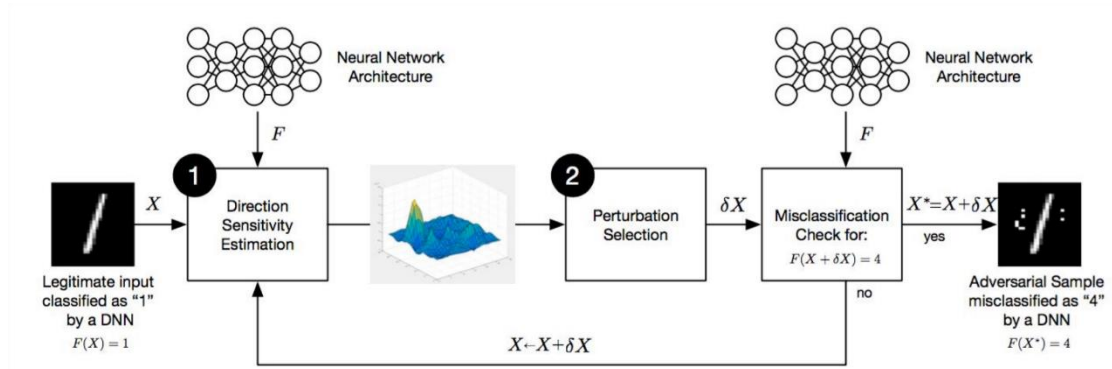 Neural Network
Architecture
Neural Network
Architecture
F
F
1
2
X
Direction
Sensitivity
Estimation
Perturbation
Selection
δX
Misclassification
Check for:
F(X + δX) = 4
X*=X+δX
yes
no
Legitimate input
classified as "1"
by a DNN
F(X) = 1
Adversarial Sample
misclassified as "4"
by a DNN
F(X*) = 4
X←X+δX